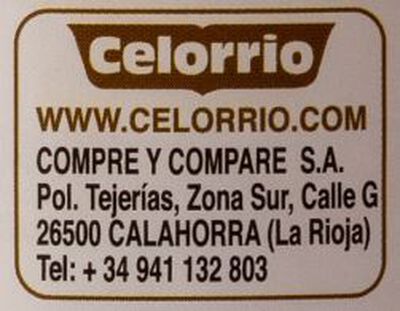 Celorrio
WWW.CELORRIO.COM
COMPRE Y COMPARE S.A.
Pol. Tejerías, Zona Sur, Calle G
26500 CALAHORRA (La Rioja)
Tel: + 34 941 132 803